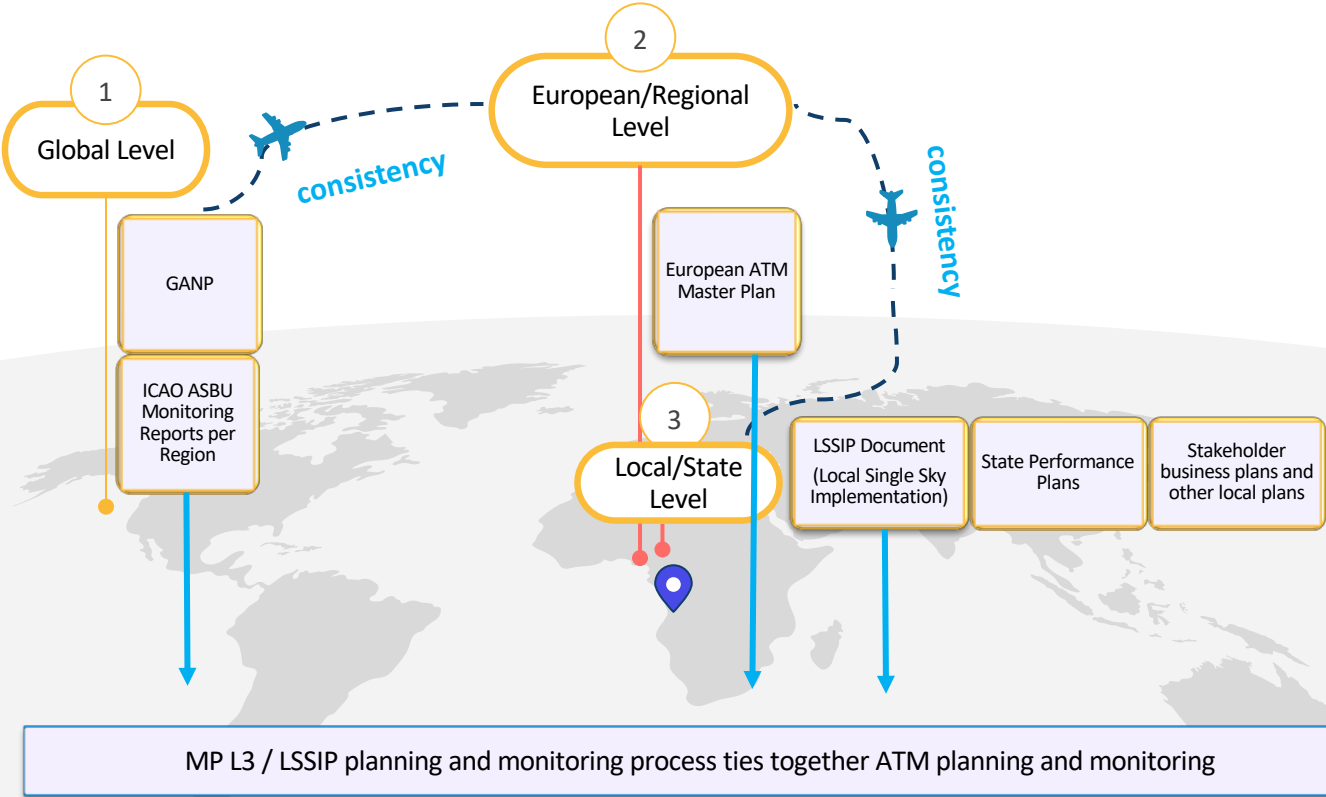 1
Global Level
2
European/Regional
Level
consistency
consistency
GANP
European ATM
Master Plan
ICAO ASBU
Monitoring
Reports per
Region
3
Local/State
Level
LSSIP Document
(Local Single Sky
Implementation)
State Performance
Plans
Stakeholder
business plans and
other local plans
MP L3 / LSSIP planning and monitoring process ties together ATM planning and monitoring